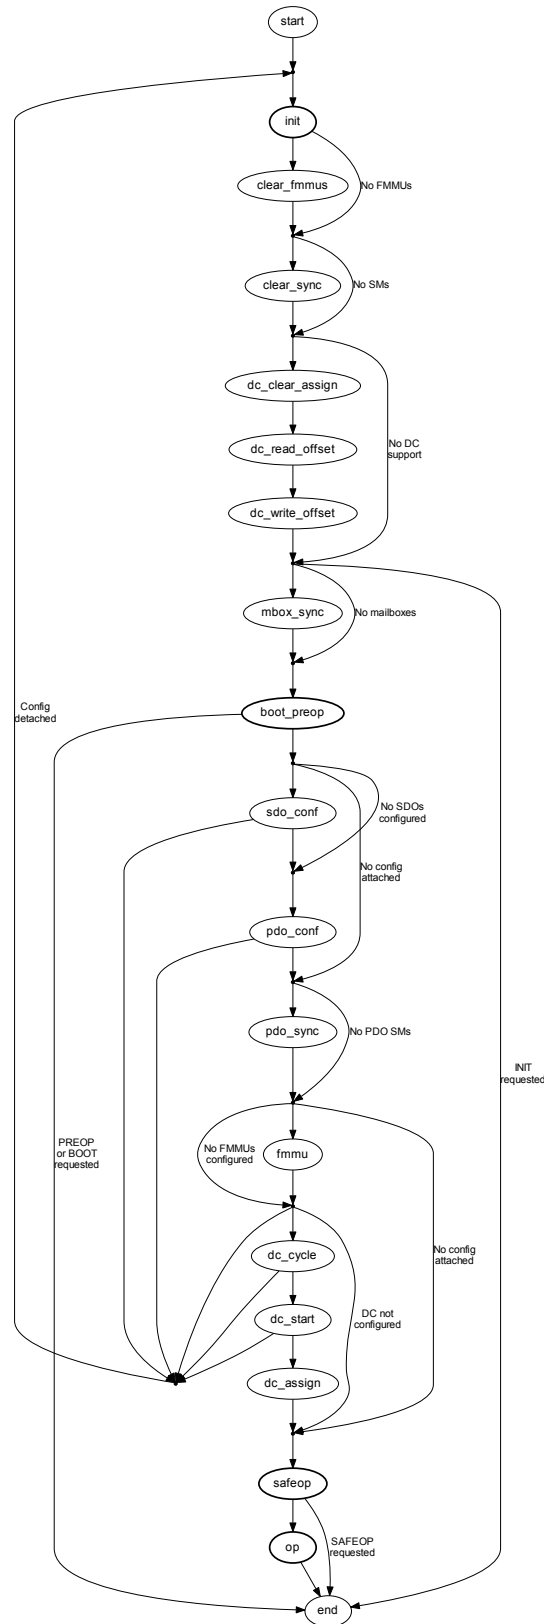 start
init
clear_fmmus
No FMMUs
clear_sync
No SMs
dc_clear_assign
dc_read_offset
No DC
support
dc_write_offset
mbox_sync
No mailboxes
Config
detached
boot_preop
sdo_conf
No SDOs
configured
No config
attached
pdo_conf
pdo_sync
No PDO SMs
INIT
requested
PREOP
or BOOT
requested
No FMMUs
configured
fmmu
dc_cycle
No config
attached
DC not
configured
dc_start
dc_assign
safeop
op
SAFEOP
requested
end